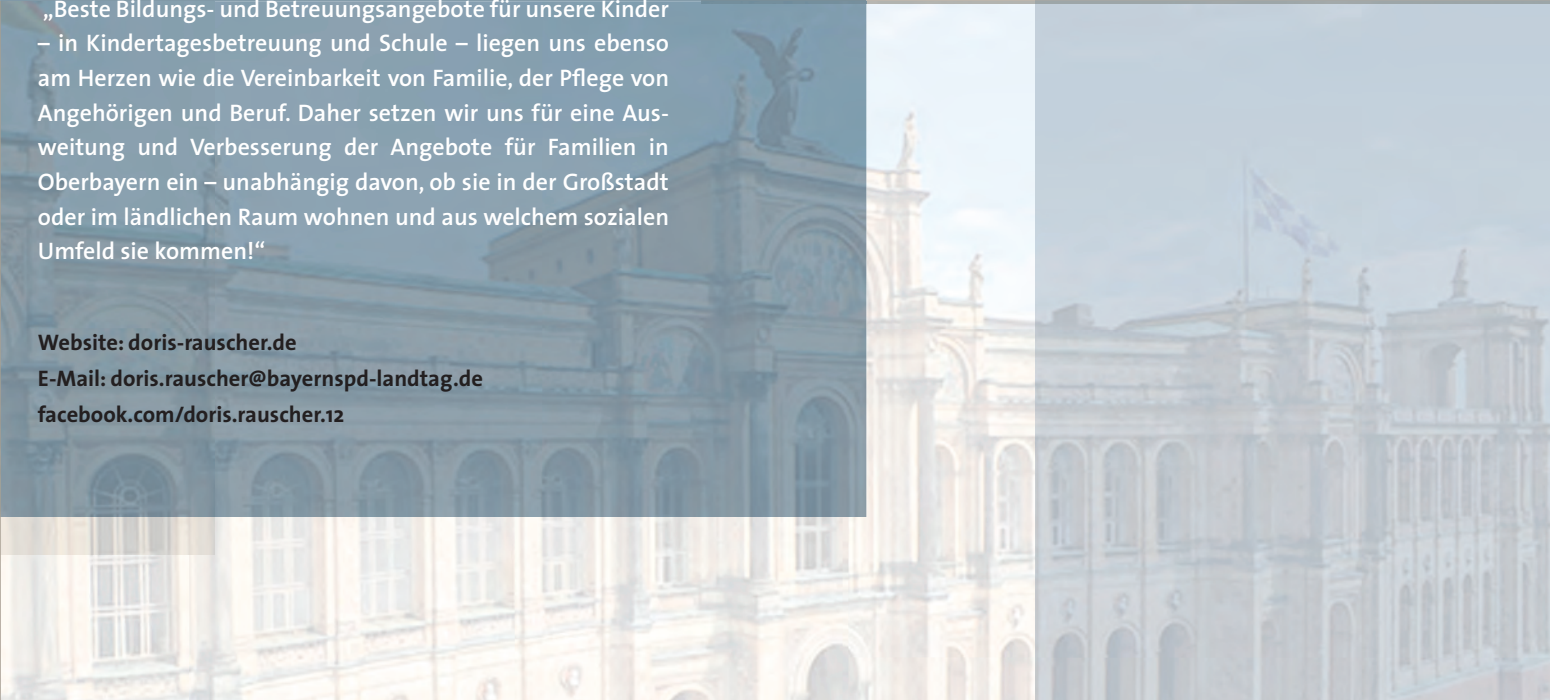 „Beste Bildungs- und Betreuungsangebote für unsere Kinder
– in Kindertagesbetreuung und Schule – liegen uns ebenso
am Herzen wie die Vereinbarkeit von Familie, der Pflege von
Angehörigen und Beruf. Daher setzen wir uns für eine Aus-
weitung und Verbesserung der Angebote für Familien in
Oberbayern ein – unabhängig davon, ob sie in der Großstadt
oder im ländlichen Raum wohnen und aus welchem sozialen
Umfeld sie kommen!“
Website: doris-rauscher.de
E-Mail: doris.rauscher@bayernspd-landtag.de
facebook.com/doris.rauscher.12